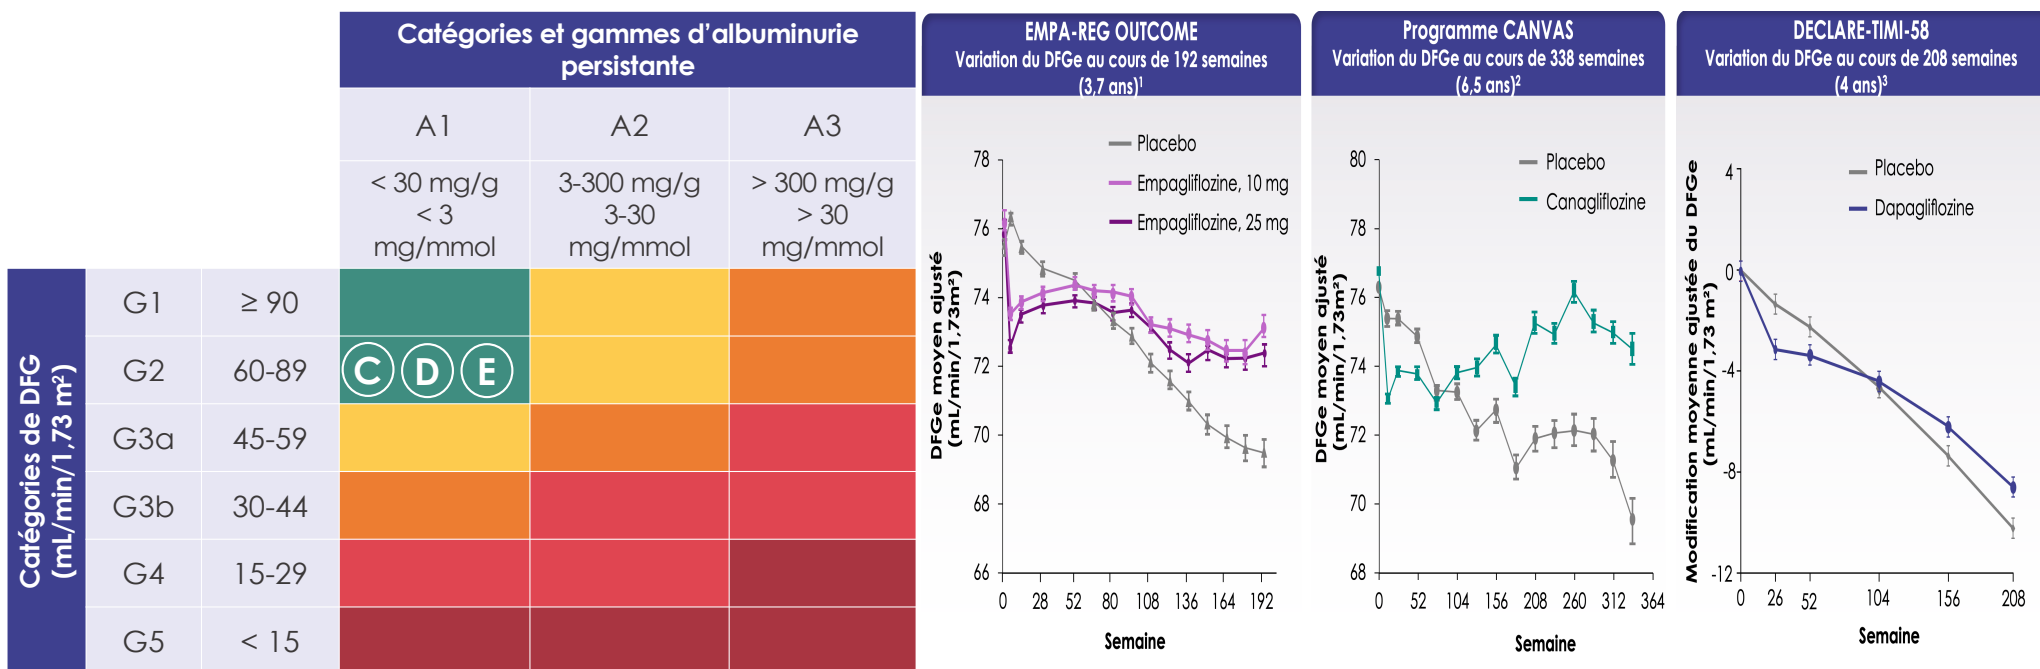 Catégories et gammes d’albuminurie
persistante
A1
A2
A3
< 30 mg/g
< 3
mg/mmol
3-300 mg/g
3-30
mg/mmol
> 300 mg/g
> 30
mg/mmol
Catégories de DFG
(mL/min/1,73 m²)
G1
≥ 90
G2
60-89
C
D
E
G3a
45-59
G3b
30-44
G4
15-29
G5
< 15
EMPA-REG OUTCOME
Variation du DFGe au cours de 192 semaines
(3,7 ans)¹
Placebo
Empagliflozine, 10 mg
Empagliflozine, 25 mg
DFGe moyen ajusté
(mL/min/1,73m²)
78
76
74
72
70
68
66
0 28 52 80 108 136 164 192
Semaine
Programme CANVAS
Variation du DFGe au cours de 338 semaines
(6,5 ans)²
Placebo
Canagliflozine
DFGe moyen ajusté
(mL/min/1,73m²)
80
78
76
74
72
70
68
0 52 104 156 208 260 312 364
Semaine
DECLARE-TIMI-58
Variation du DFGe au cours de 208 semaines
(4 ans)³
Placebo
Dapagliflozine
Modification moyenne ajustée du DFGe
(mL/min/1,73 m²)
4
0
-4
-8
-12
0 26 52 104 156 208
Semaine